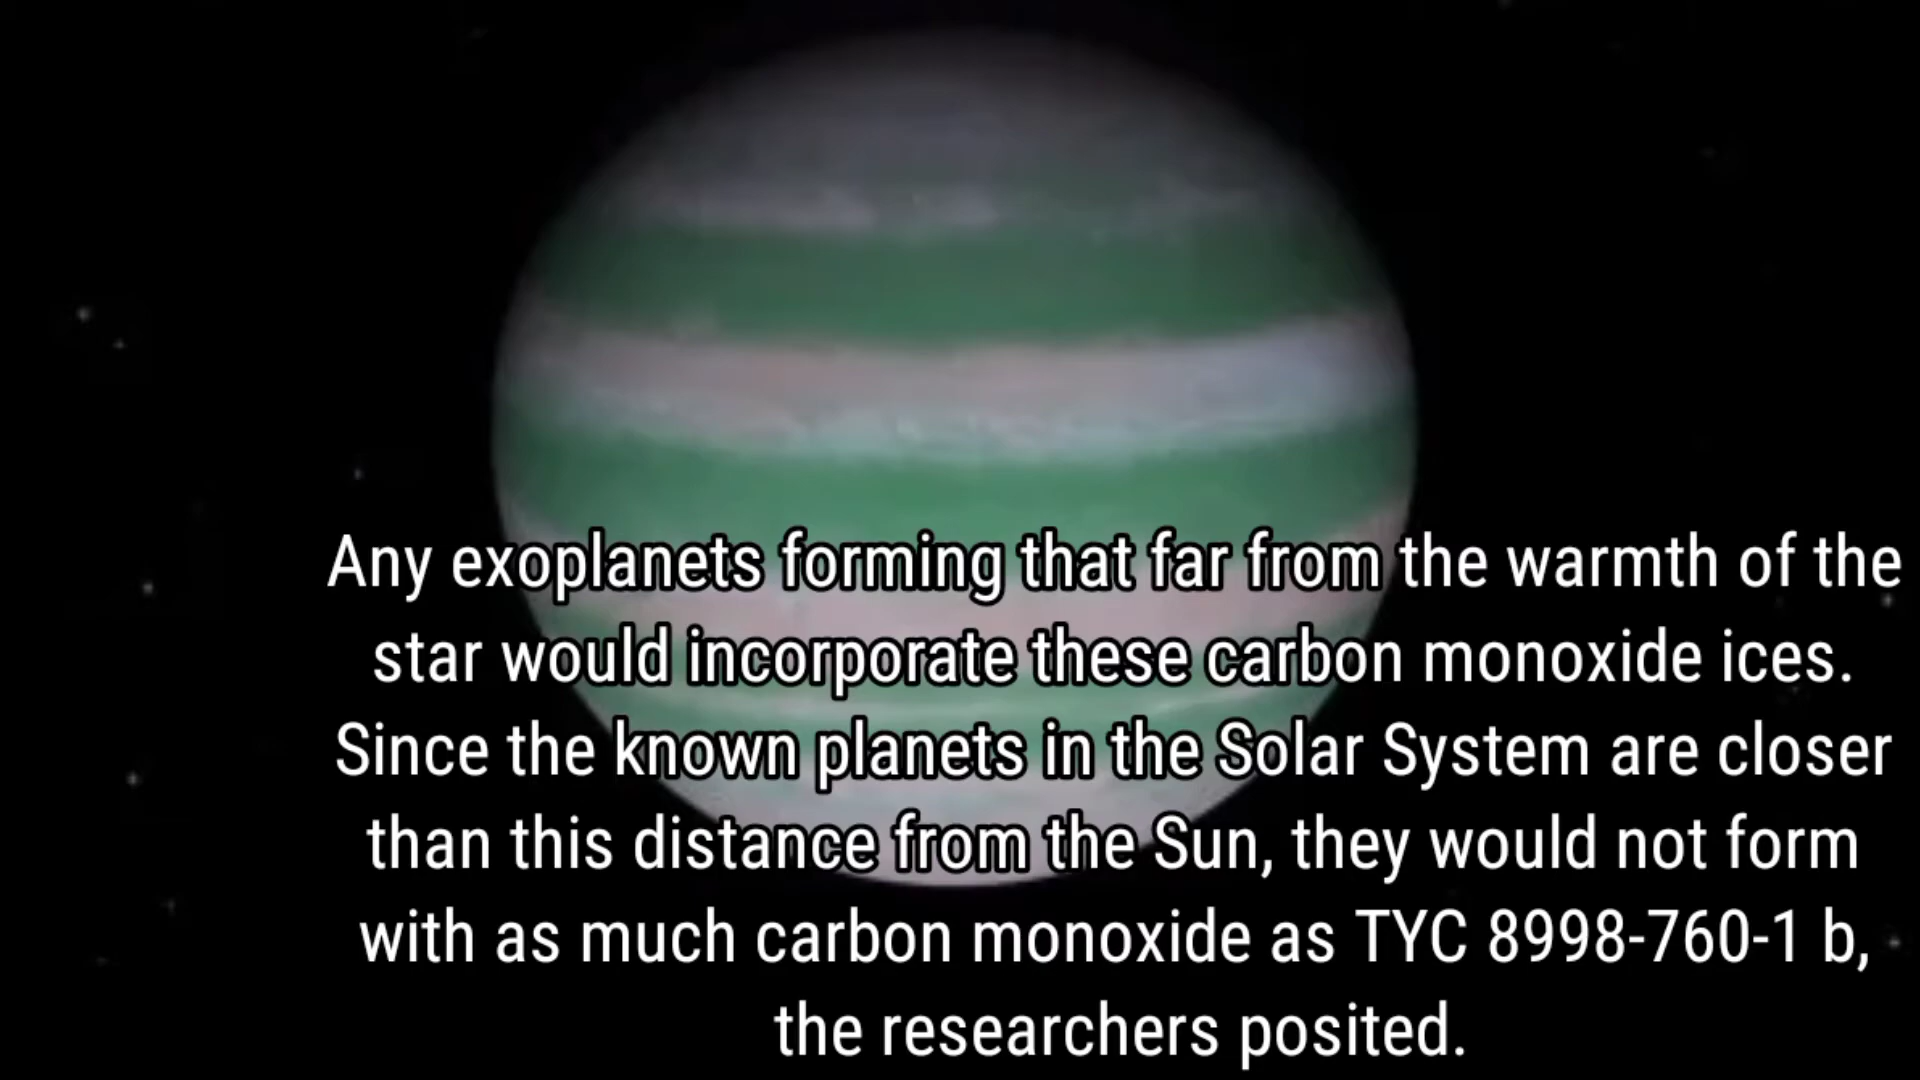 Any exoplanets forming that far from the warmth of the
star would incorporate these carbon monoxide ices.
Since the known planets in the Solar System are closer
than this distance from the Sun, they would not form
with as much carbon monoxide as TYC 8998-760-1 b,
the researchers posited.